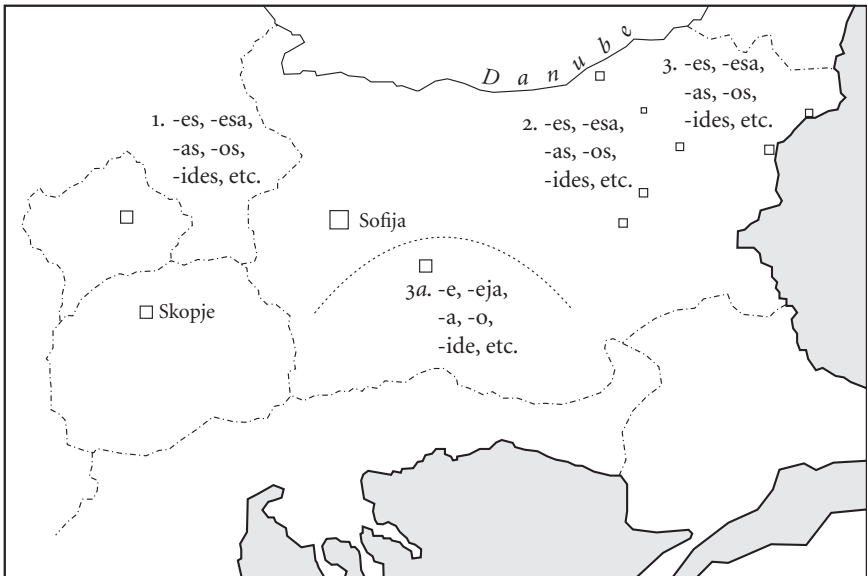 Danube
3. -es, -esa,
-as, -os,
-ides, etc.
1. -es, -esa,
-as, -os,
-ides, etc.
2. -es, -esa,
-as, -os,
-ides, etc.
Sofija
3a. -e, -eja,
-a, -o,
-ide, etc.
Skopje